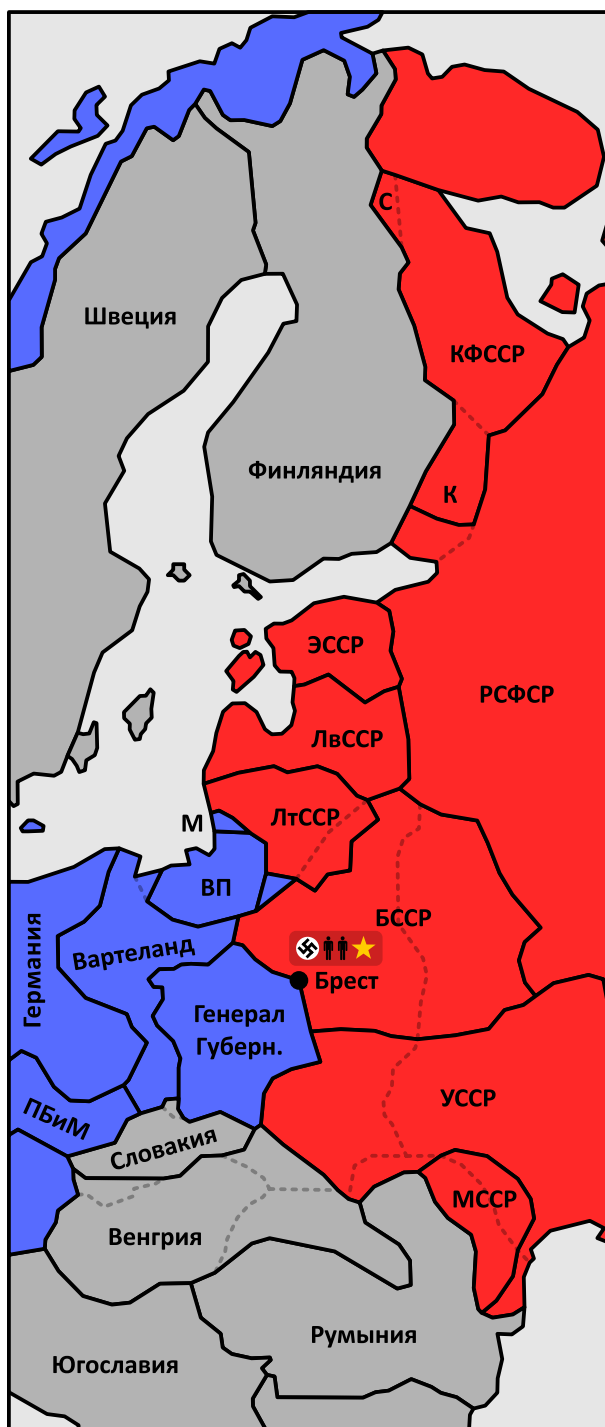 С
Швеция
КФССР
Финляндия
К
ЭССР
РСФСР
ЛвССР
М
ЛтССР
ВП
БССР
Вартеланд
Германия
Брест
Генерал
Губерн.
УССР
ПБиМ
Словакия
МССР
Венгрия
Румыния
Югославия